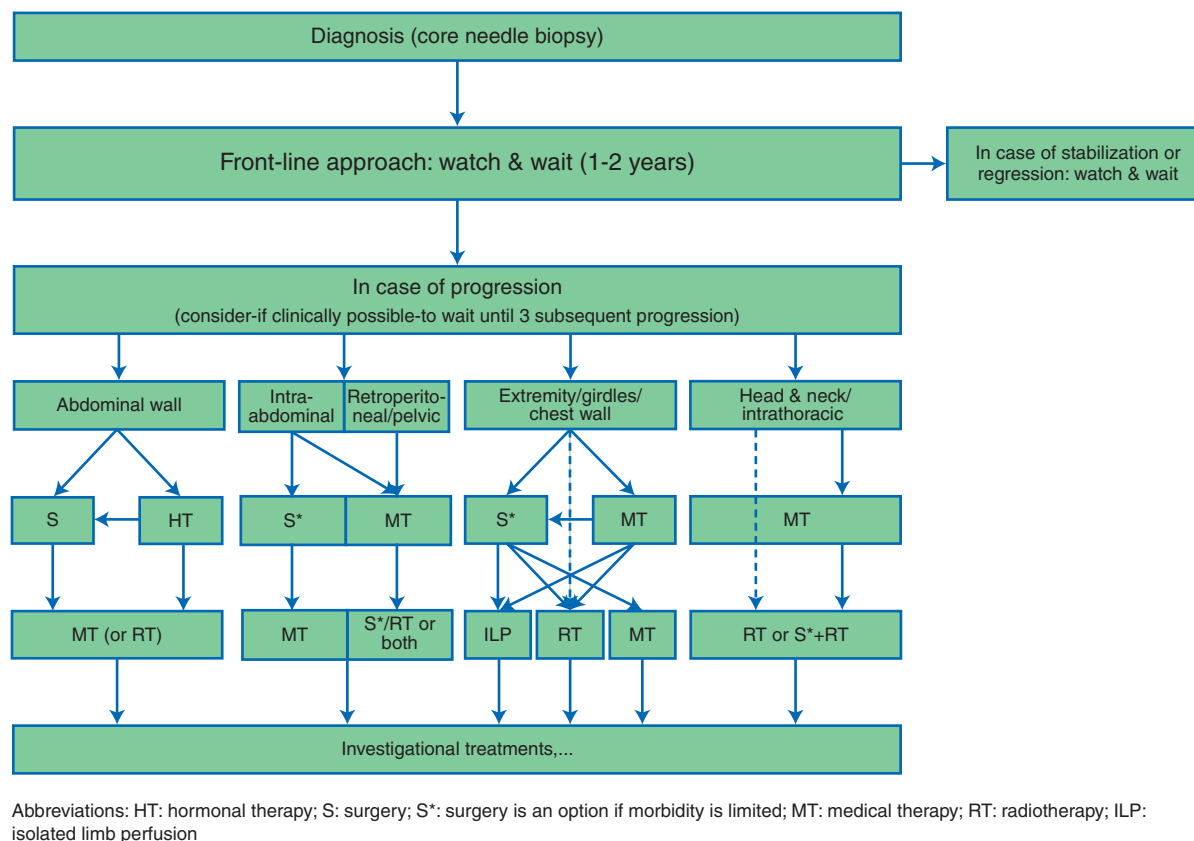 Diagnosis (core needle biopsy)
Front-line approach: watch & wait (1-2 years)
In case of stabilization or
regression: watch & wait
In case of progression
(consider-if clinically possible-to wait until 3 subsequent progression)
Abdominal wall
Intra-
abdominal
Retroperito-
neal/pelvic
Extremity/girdles/
chest wall
Head & neck/
intrathoracic
S
HT
S*
MT
S*
MT
MT
MT (or RT)
MT
S*/RT or
both
ILP
RT
MT
RT or S*+RT
Investigational treatments,...
Abbreviations: HT: hormonal therapy; S: surgery; S*: surgery is an option if morbidity is limited; MT: medical therapy; RT: radiotherapy; ILP:
isolated limb perfusion